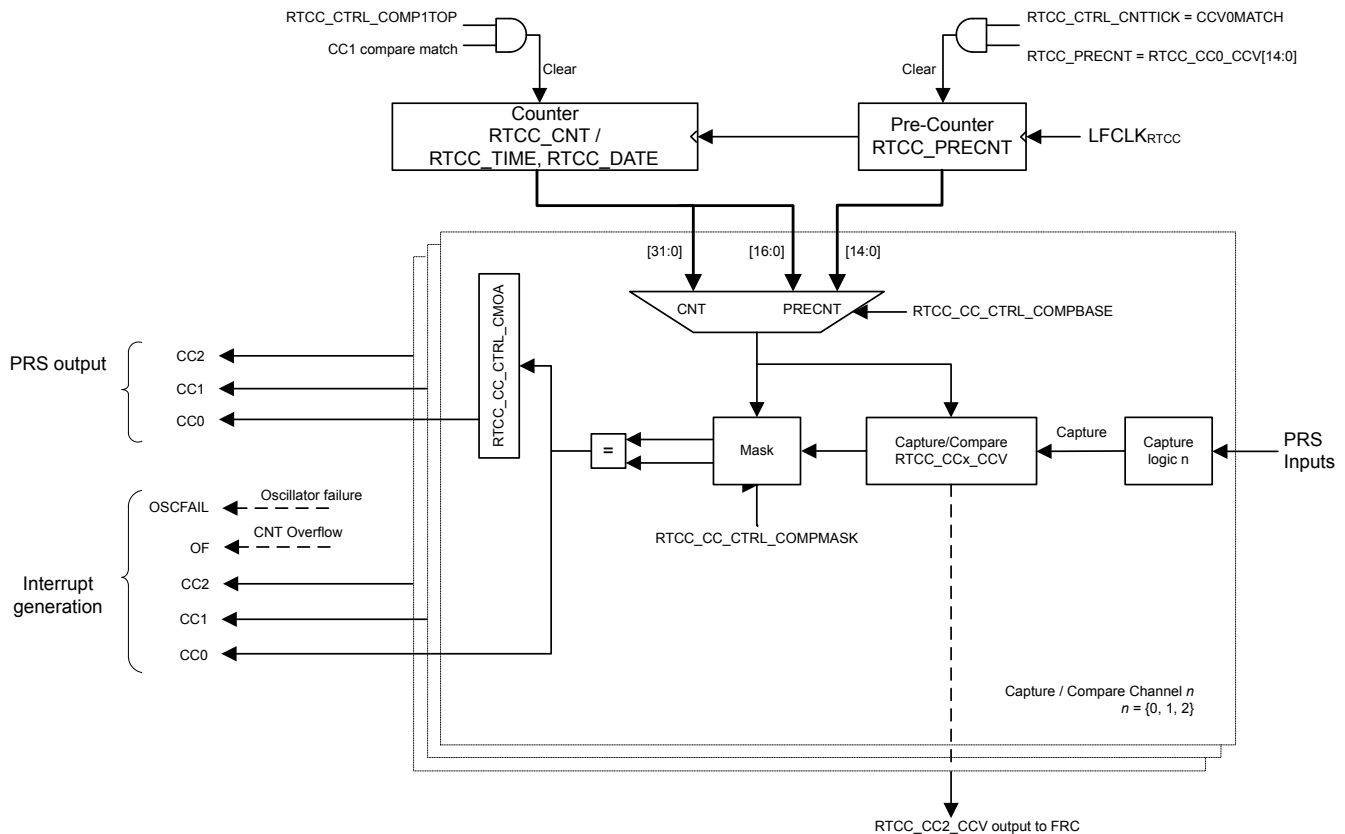 RTCC_CTRL_COMP1TOP
CC1 compare match
Clear
RTCC_CTRL_CNTTICK = CCV0MATCH
RTCC_PRECNT = RTCC_CC0_CCV[14:0]
Clear
Counter
RTCC_CNT /
RTCC_TIME, RTCC_DATE
Pre-Counter
RTCC_PRECNT
LFCLKRTCC
[31:0]
[16:0]
[14:0]
CNT
PRECNT
RTCC_CC_CTRL_COMPBASE
RTCC_CC_CTRL_CMOA
PRS output
CC2
CC1
CC0
=
Mask
Capture/Compare
RTCC_CCx_CCV
Capture
Capture
logic n
PRS
Inputs
RTCC_CC_CTRL_COMPMASK
Interrupt
generation
OSCFAIL
Oscillator failure
OF
CNT Overflow
CC2
CC1
CC0
Capture / Compare Channel n
n = {0, 1, 2}
RTCC_CC2_CCV output to FRC